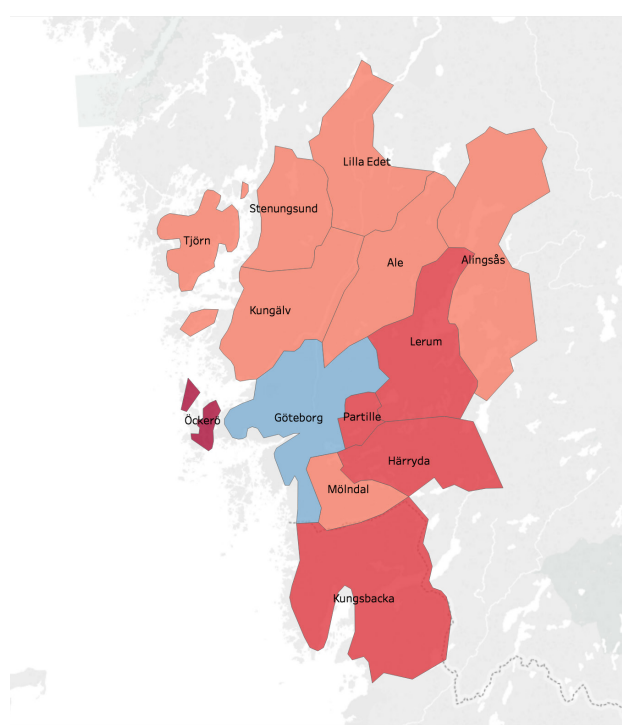 Lilla Edet
Stenungsund
Tjörn
Ale
Alingsås
Kungälv
Lerum
Öckerö
Göteborg
Partille
Härryda
Mölndal
Kungsbacka